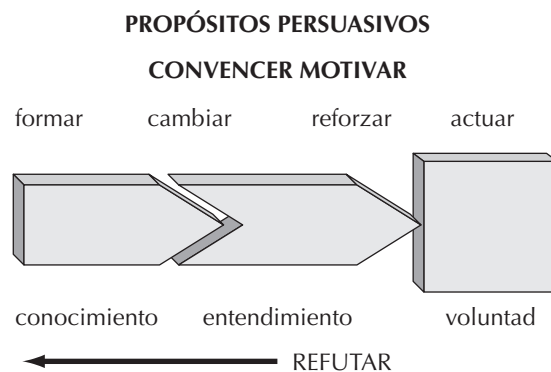 PROPÓSITOS PERSUASIVOS
CONVENCER MOTIVAR
formar cambiar reforzar actuar
conocimiento entendimiento voluntad
REFUTAR